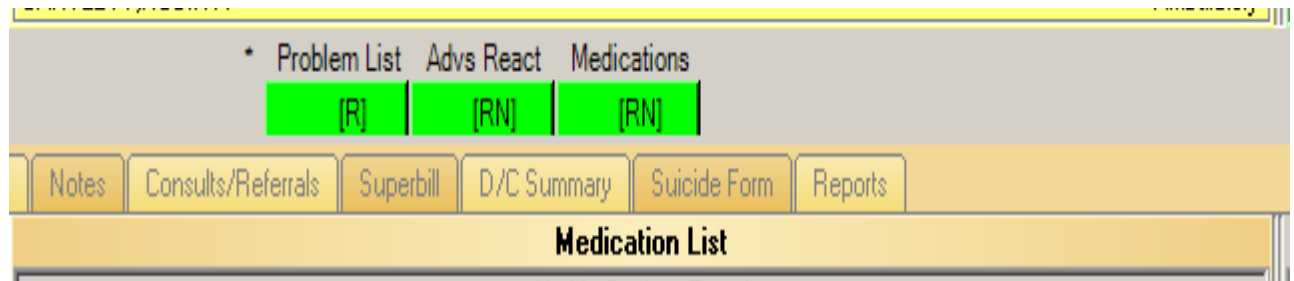 * Problem List Advs React Medications
[R] [RN] [RN]
Notes Consults/Referrals Superbill D/C Summary Suicide Form Reports
Medication List